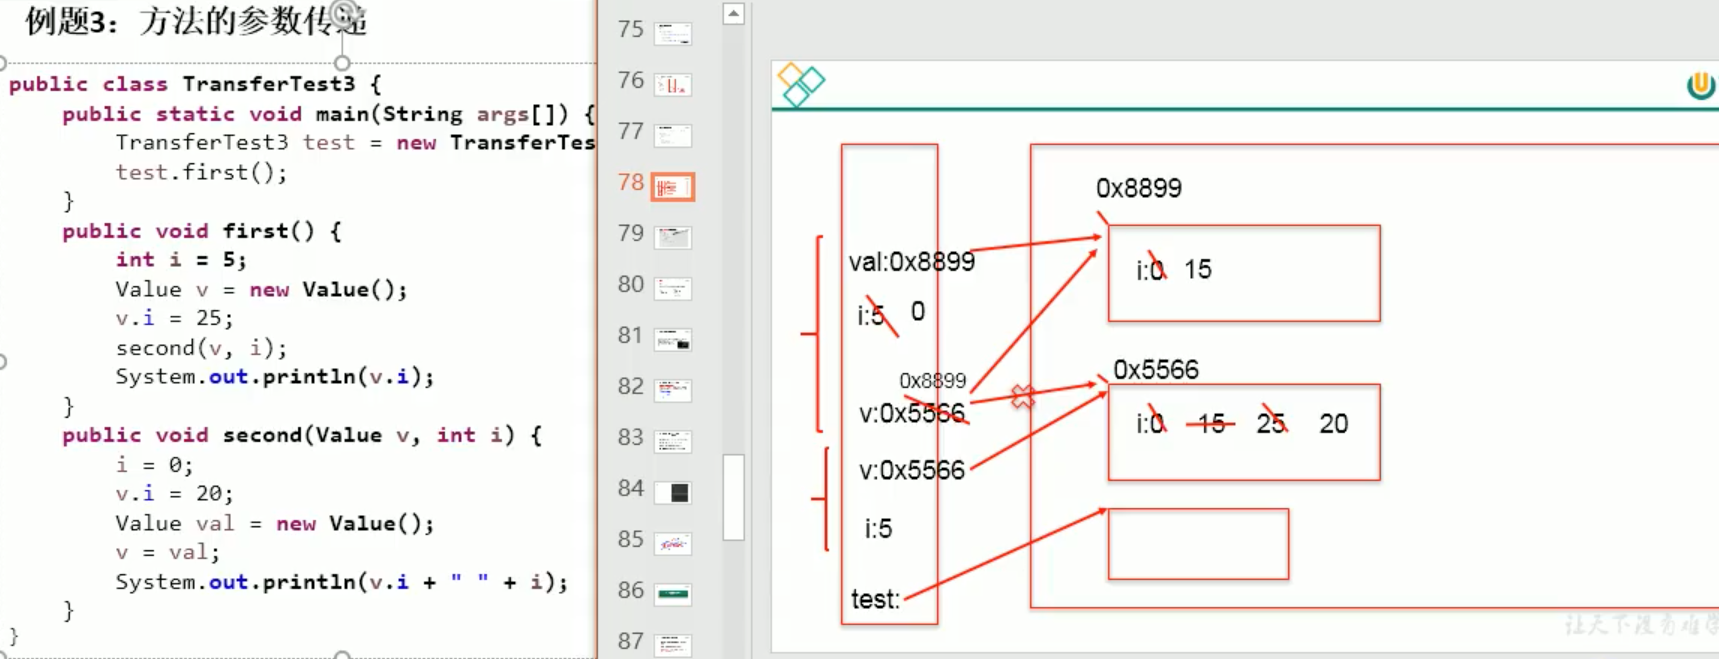 例题3：方法的参数传递
public class TransferTest3 {
public static void main(String args[]) {
TransferTest3 test = new TransferTes
test.first();
}
public void first() {
int i = 5;
Value v = new Value();
v.i = 25;
second(v, i);
System.out.println(v.i);
}
public void second(Value v, int i) {
i = 0;
v.i = 20;
Value val = new Value();
v = val;
System.out.println(v.i + " " + i);
}
}
75
76
77
78
79
80
81
82
83
84
85
86
87
val:0x8899
i:5 0
0x8899
v:0x5566
v:0x5566
i:5
test:
0x8899
i:0 15
0x5566
i:0 15 25 20
让天下没有难学